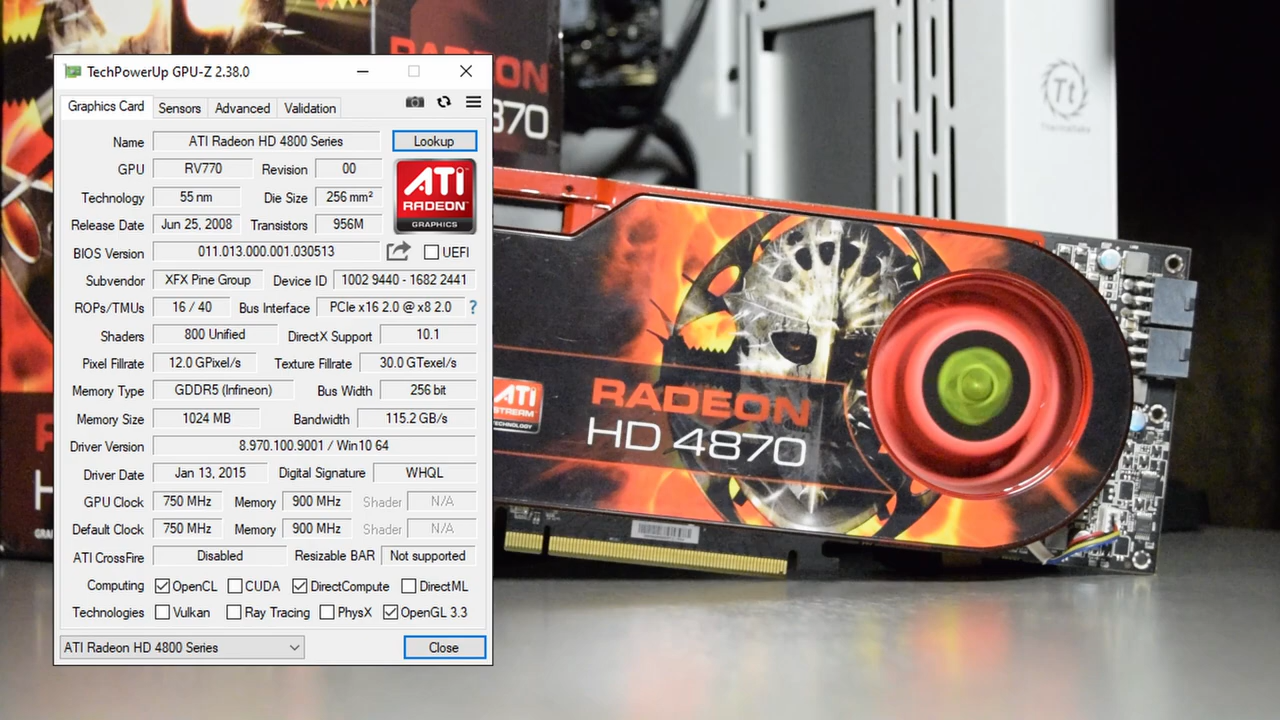 TechPowerUp GPU-Z 2.38.0
Graphics Card Sensors Advanced Validation
Name ATI Radeon HD 4800 Series Lookup
GPU RV770 Revision 00
Technology 55 nm Die Size 256 mm²
Release Date Jun 25, 2008 Transistors 956M
ATI RADEON GRAPHICS
BIOS Version 011.013.000.001.030513 UEFI
Subvendor XFX Pine Group Device ID 1002 9440 - 1682 2441
ROPs/TMUs 16 / 40 Bus Interface PCIe x16 2.0 @ x8 2.0 ?
Shaders 800 Unified DirectX Support 10.1
Pixel Fillrate 12.0 GPixel/s Texture Fillrate 30.0 GTexel/s
Memory Type GDDR5 (Infineon) Bus Width 256 bit
Memory Size 1024 MB Bandwidth 115.2 GB/s
Driver Version 8.970.100.9001 / Win10 64
Driver Date Jan 13, 2015 Digital Signature WHQL
GPU Clock 750 MHz Memory 900 MHz Shader N/A
Default Clock 750 MHz Memory 900 MHz Shader N/A
ATI CrossFire Disabled Resizable BAR Not supported
Computing OpenCL CUDA DirectCompute DirectML
Technologies Vulkan Ray Tracing PhysX OpenGL 3.3
ATI Radeon HD 4800 Series Close
RADEON
870
Tt
Thermaltake
ATI
STREAM
TECHNOLOGY
RADEON
HD 4870